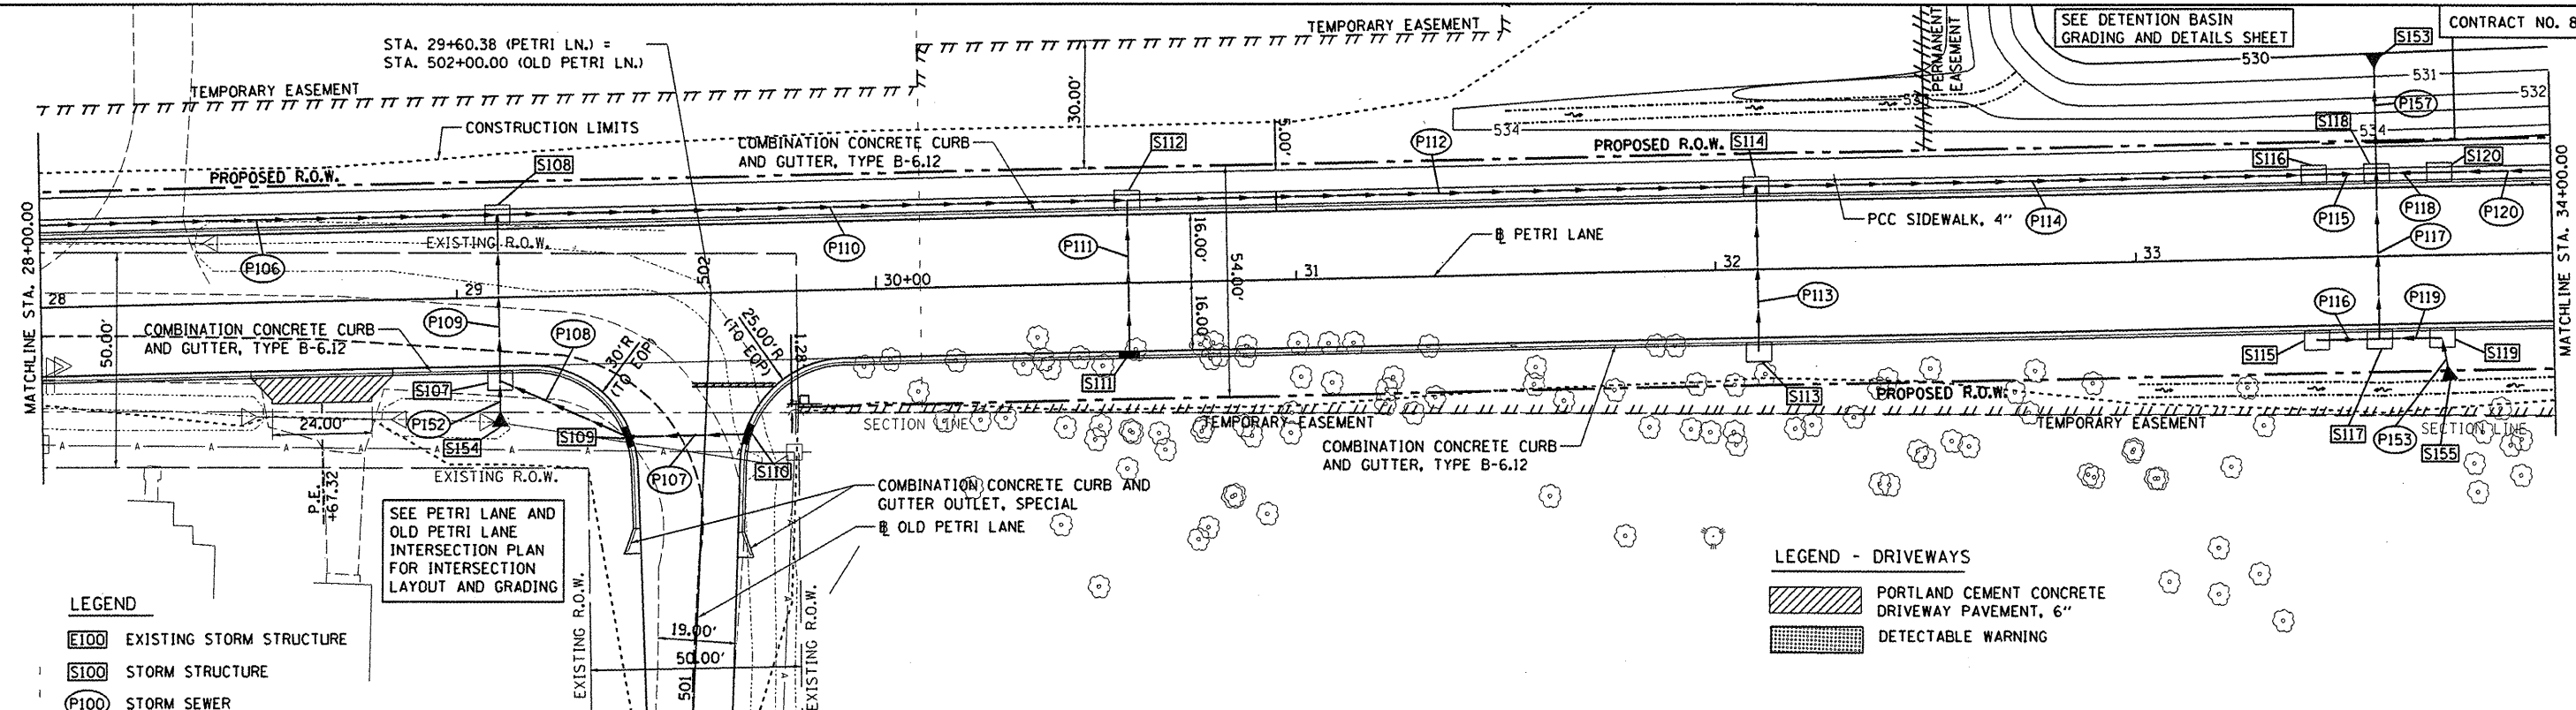 STA. 29+60.38 (PETRI LN.) =
STA. 502+00.00 (OLD PETRI LN.)
TEMPORARY EASEMENT
TEMPORARY EASEMENT
PERMANENT
EASEMENT
SEE DETENTION BASIN
GRADING AND DETAILS SHEET
CONTRACT NO. 8
S153
530
531
532
P157
534
534
CONSTRUCTION LIMITS
COMBINATION CONCRETE CURB
AND GUTTER, TYPE B-6.12
30.00'
5.00'
S108
S112
P112
PROPOSED R.O.W.
S114
S118
S116
S120
PROPOSED R.O.W.
MATCHLINE STA. 28+00.00
MATCHLINE STA. 34+00.00
P106
EXISTING R.O.W.
P110
P111
16.00'
54.00'
℄ PETRI LANE
PCC SIDEWALK, 4"
P114
P115
P118
P120
P117
28
29
502
30+00
31
32
33
50.00'
COMBINATION CONCRETE CURB
AND GUTTER, TYPE B-6.12
P109
P108
30'R
(TO EOP)
25.00'R
(TO EOP)
1.28'
16.00'
P113
P116
P119
S107
S111
S113
S115
S119
24.00'
P152
S154
S109
P107
S110
SECTION LINE
TEMPORARY EASEMENT
PROPOSED R.O.W.
TEMPORARY EASEMENT
SECTION LINE
S117
P153
S155
A A A A A A
P.E.
+67.32
EXISTING R.O.W.
COMBINATION CONCRETE CURB
AND GUTTER, TYPE B-6.12
COMBINATION CONCRETE CURB AND
GUTTER OUTLET, SPECIAL
℄ OLD PETRI LANE
SEE PETRI LANE AND
OLD PETRI LANE
INTERSECTION PLAN
FOR INTERSECTION
LAYOUT AND GRADING
EXISTING R.O.W.
EXISTING R.O.W.
19.00'
50.00'
501
LEGEND
E100 EXISTING STORM STRUCTURE
S100 STORM STRUCTURE
P100 STORM SEWER
LEGEND - DRIVEWAYS
PORTLAND CEMENT CONCRETE
DRIVEWAY PAVEMENT, 6"
DETECTABLE WARNING